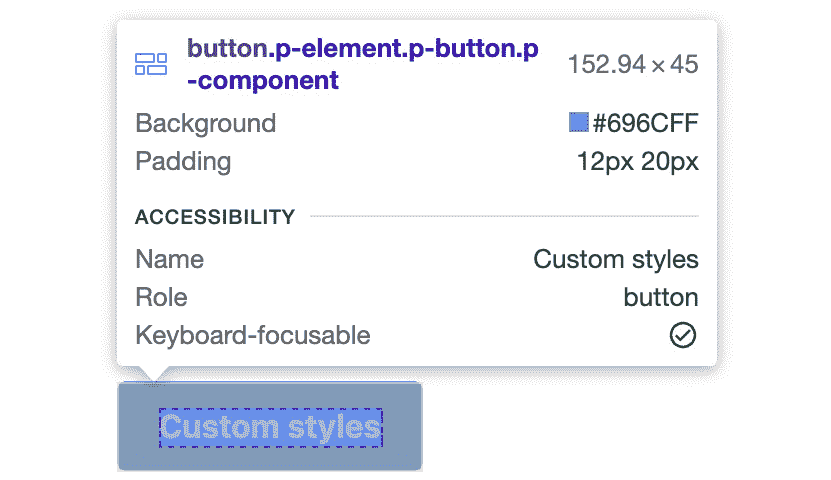 button.p-element.p-button.p
-component
152.94 × 45
Background #696CFF
Padding 12px 20px
ACCESSIBILITY
Name Custom styles
Role button
Keyboard-focusable
Custom styles